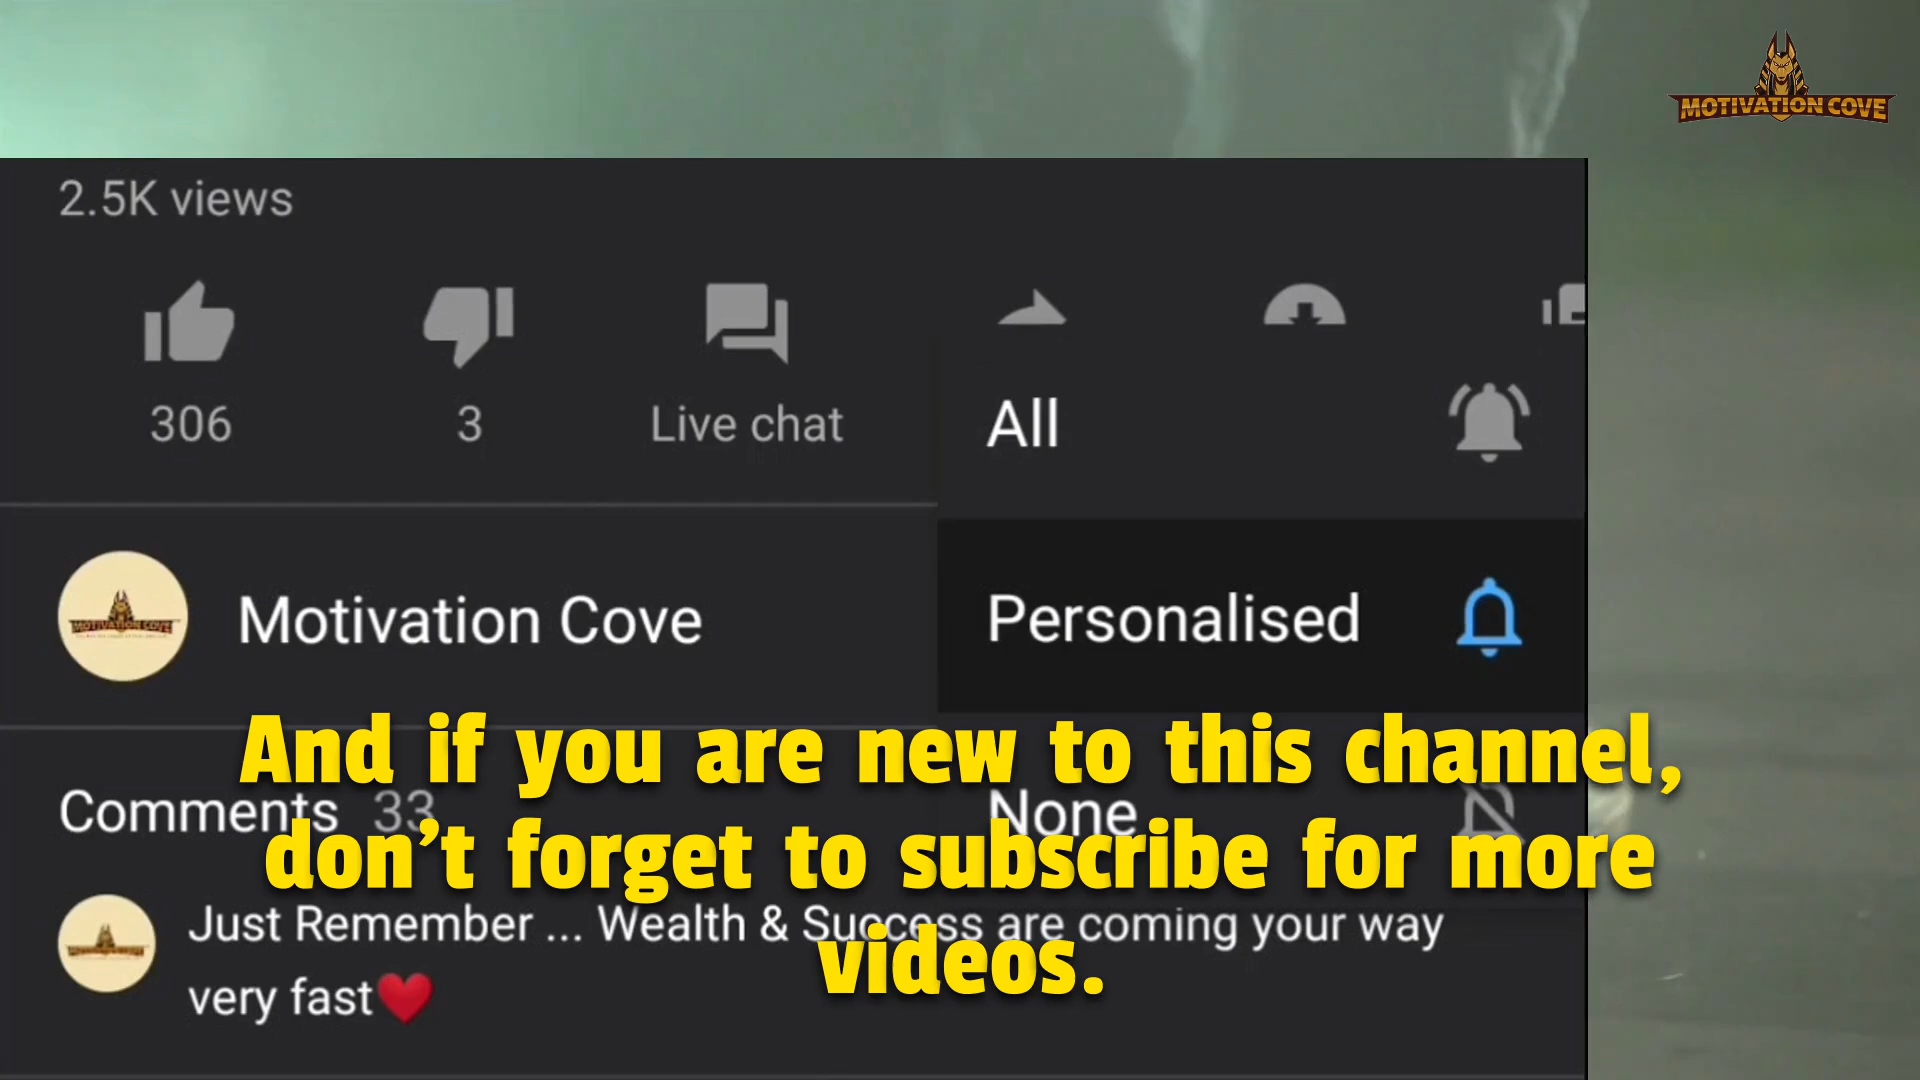 MOTIVATION COVE
2.5K views
306
3
Live chat
All
Motivation Cove
Personalised
And if you are new to this channel,
Comments 33
None
don't forget to subscribe for more
Just Remember ... Wealth & Success are coming your way
videos.
very fast❤️